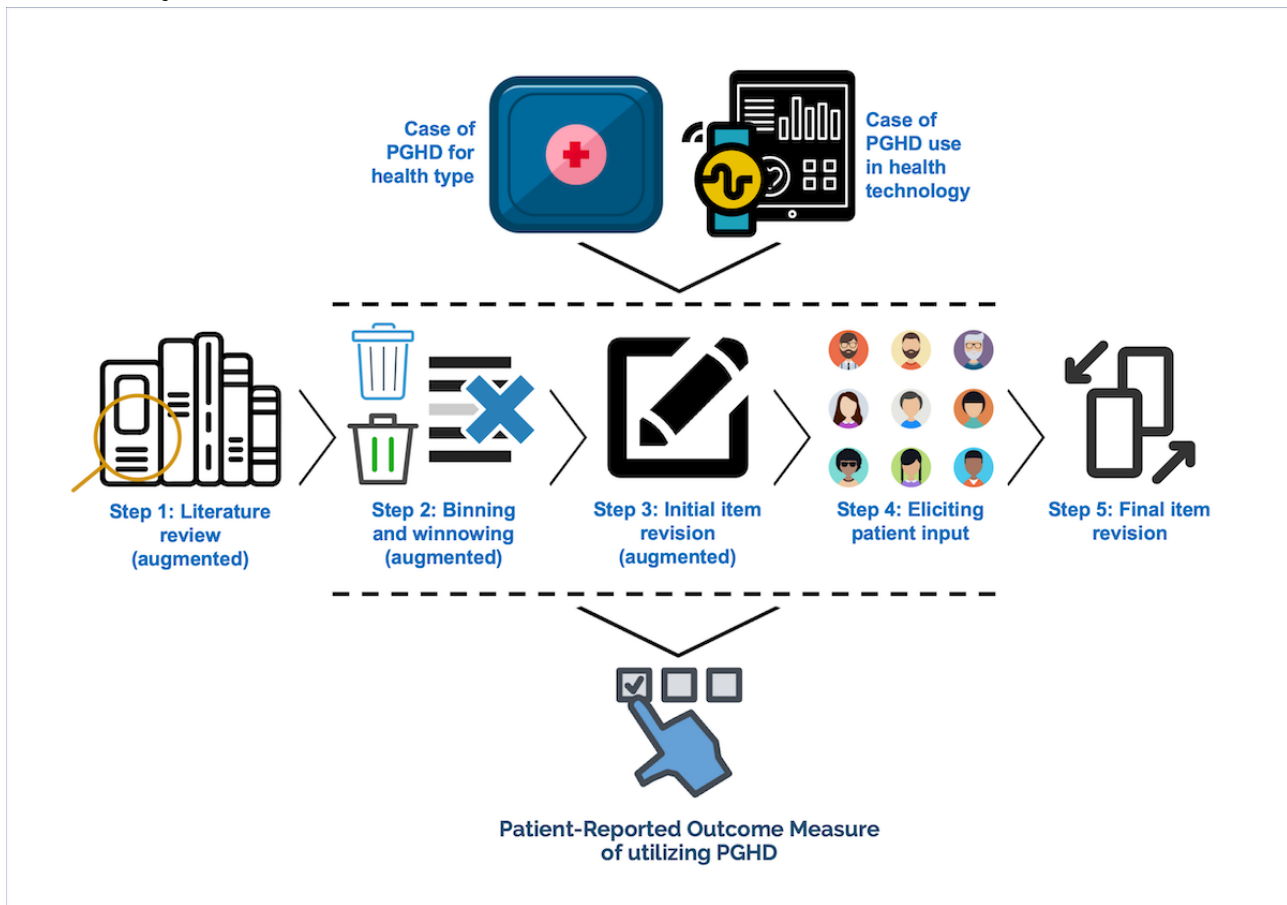 Case of
PGHD for
health type
Case of
PGHD use
in health
technology
Step 1: Literature
review
(augmented)
Step 2: Binning
and winnowing
(augmented)
Step 3: Initial item
revision
(augmented)
Step 4: Eliciting
patient input
Step 5: Final item
revision
Patient-Reported Outcome Measure
of utilizing PGHD